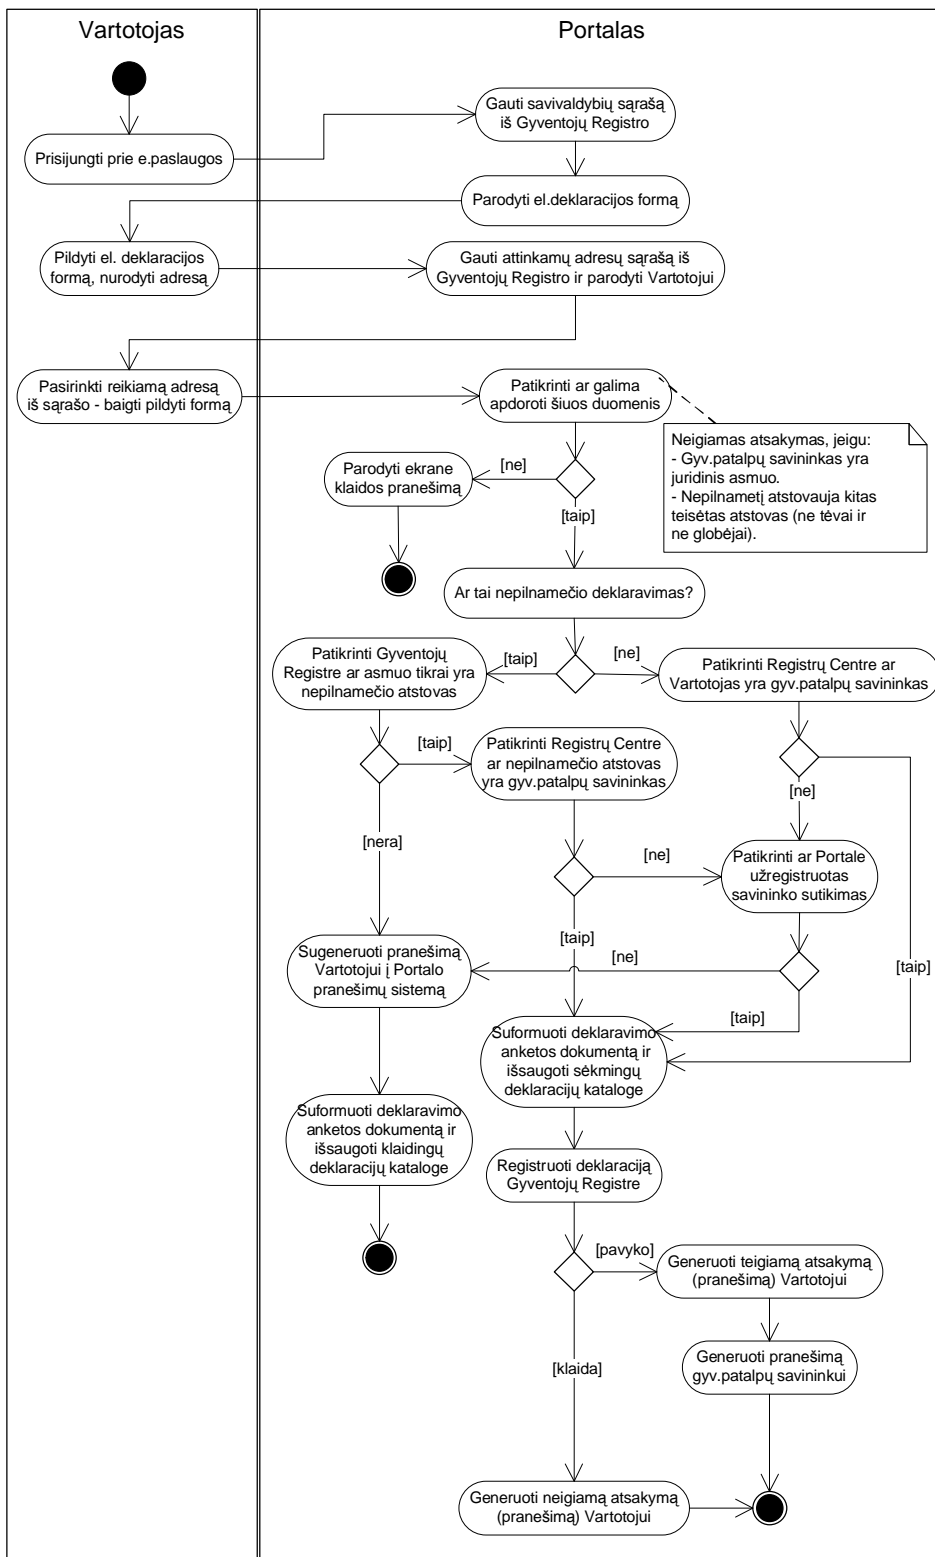 Vartotojas
Portalas
Gauti savivaldybių sąrašą
iš Gyventojų Registro
Prisijungti prie e.paslaugos
Parodyti el.deklaracijos formą
Pildyti el. deklaracijos
formą, nurodyti adresą
Gauti attinkamų adresų sąrašą iš
Gyventojų Registro ir parodyti Vartotojui
Pasirinkti reikiamą adresą
iš sąrašo - baigti pildyti formą
Patikrinti ar galima
apdoroti šiuos duomenis
Neigiamas atsakymas, jeigu:
- Gyv.patalpų savininkas yra
juridinis asmuo.
- Nepilnametį atstovauja kitas
teisėtas atstovas (ne tėvai ir
ne globėjai).
Parodyti ekrane
klaidos pranešimą
[ne]
[taip]
Ar tai nepilnamečio deklaravimas?
Patikrinti Gyventojų
Registre ar asmuo tikrai yra
nepilnamečio atstovas
[taip]
[ne]
Patikrinti Registrų Centre ar
Vartotojas yra gyv.patalpų savininkas
[taip]
Patikrinti Registrų Centre
ar nepilnamečio atstovas
yra gyv.patalpų savininkas
[ne]
[nera]
[ne]
Patikrinti ar Portale
užregistruotas
savininko sutikimas
[taip]
[ne]
[taip]
Sugeneruoti pranešimą
Vartotojui į Portalo
pranešimų sistemą
[taip]
Suformuoti deklaravimo
anketos dokumentą ir
išsaugoti sėkmingų
deklaracijų kataloge
Suformuoti deklaravimo
anketos dokumentą ir
išsaugoti klaidingų
deklaracijų kataloge
Registruoti deklaraciją
Gyventojų Registre
[pavyko]
Generuoti teigiamą atsakymą
(pranešimą) Vartotojui
[klaida]
Generuoti pranešimą
gyv.patalpų savininkui
Generuoti neigiamą atsakymą
(pranešimą) Vartotojui